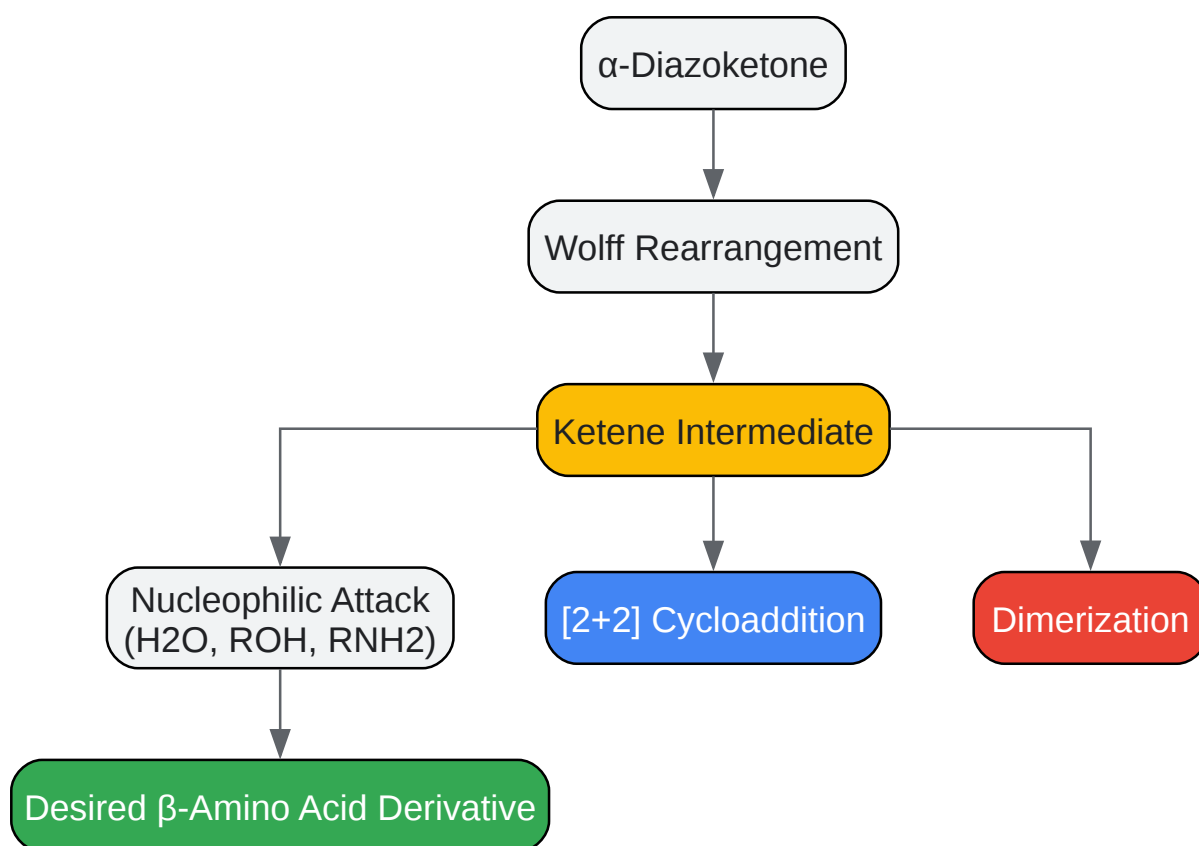 α-Diazoketone
Wolff Rearrangement
Ketene Intermediate
Nucleophilic Attack
(H2O, ROH, RNH2)
[2+2] Cycloaddition
Dimerization
Desired β-Amino Acid Derivative